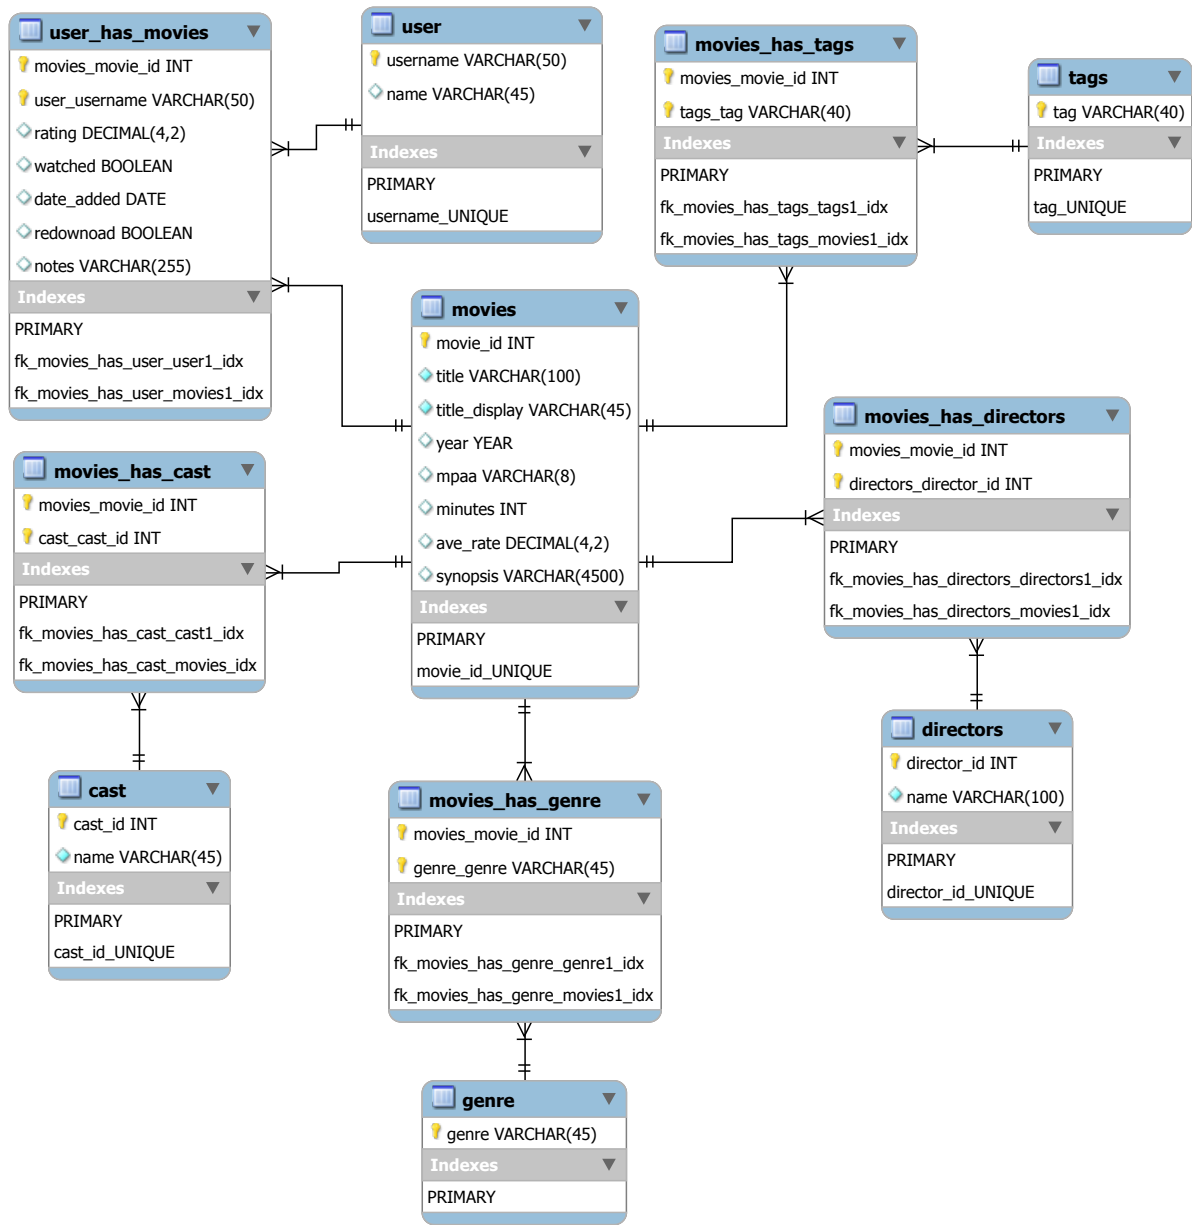 user_has_movies
movies_movie_id INT
user_username VARCHAR(50)
rating DECIMAL(4,2)
watched BOOLEAN
date_added DATE
redownoad BOOLEAN
notes VARCHAR(255)
Indexes
PRIMARY
fk_movies_has_user_user1_idx
fk_movies_has_user_movies1_idx
user
username VARCHAR(50)
name VARCHAR(45)
Indexes
PRIMARY
username_UNIQUE
movies_has_tags
movies_movie_id INT
tags_tag VARCHAR(40)
Indexes
PRIMARY
fk_movies_has_tags_tags1_idx
fk_movies_has_tags_movies1_idx
tags
tag VARCHAR(40)
Indexes
PRIMARY
tag_UNIQUE
movies
movie_id INT
title VARCHAR(100)
title_display VARCHAR(45)
year YEAR
mpaa VARCHAR(8)
minutes INT
ave_rate DECIMAL(4,2)
synopsis VARCHAR(4500)
Indexes
PRIMARY
movie_id_UNIQUE
movies_has_directors
movies_movie_id INT
directors_director_id INT
Indexes
PRIMARY
fk_movies_has_directors_directors1_idx
fk_movies_has_directors_movies1_idx
movies_has_cast
movies_movie_id INT
cast_cast_id INT
Indexes
PRIMARY
fk_movies_has_cast_cast1_idx
fk_movies_has_cast_movies_idx
directors
director_id INT
name VARCHAR(100)
Indexes
PRIMARY
director_id_UNIQUE
cast
cast_id INT
name VARCHAR(45)
Indexes
PRIMARY
cast_id_UNIQUE
movies_has_genre
movies_movie_id INT
genre_genre VARCHAR(45)
Indexes
PRIMARY
fk_movies_has_genre_genre1_idx
fk_movies_has_genre_movies1_idx
genre
genre VARCHAR(45)
Indexes
PRIMARY